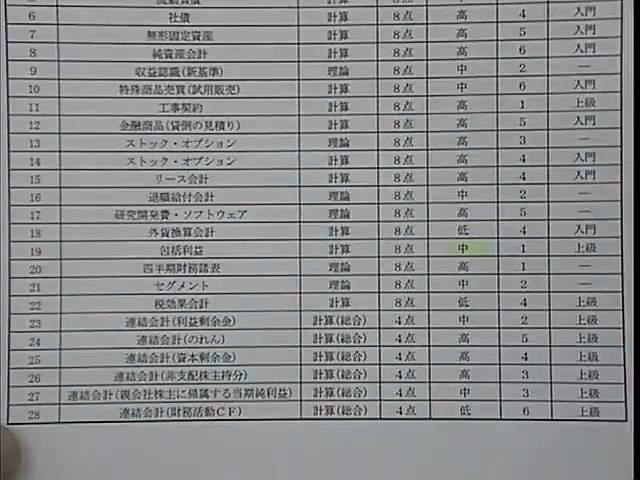 6 社債 計算 8点 高 4 入門
7 無形固定資産 計算 8点 高 5 入門
8 純資産会計 計算 8点 高 6 入門
9 収益認識(新基準) 理論 8点 中 2 ―
10 特殊商品売買(試用販売) 計算 8点 中 6 入門
11 工事契約 計算 8点 高 1 上級
12 金融商品(貸倒の見積り) 計算 8点 高 5 入門
13 ストック・オプション 理論 8点 高 3 ―
14 ストック・オプション 計算 8点 高 4 入門
15 リース会計 計算 8点 高 4 入門
16 退職給付会計 理論 8点 中 2 ―
17 研究開発費・ソフトウェア 理論 8点 高 5 ―
18 外貨換算会計 計算 8点 低 4 入門
19 包括利益 計算 8点 中 1 上級
20 四半期財務諸表 理論 8点 高 1 ―
21 セグメント 理論 8点 中 2 ―
22 税効果会計 計算 8点 低 4 上級
23 連結会計(利益剰余金) 計算(総合) 4点 中 2 上級
24 連結会計(のれん) 計算(総合) 4点 高 5 上級
25 連結会計(資本剰余金) 計算(総合) 4点 高 4 上級
26 連結会計(非支配株主持分) 計算(総合) 4点 高 3 上級
27 連結会計(親会社株主に帰属する当期純利益) 計算(総合) 4点 中 3 上級
28 連結会計(財務活動CF) 計算(総合) 4点 低 6 上級